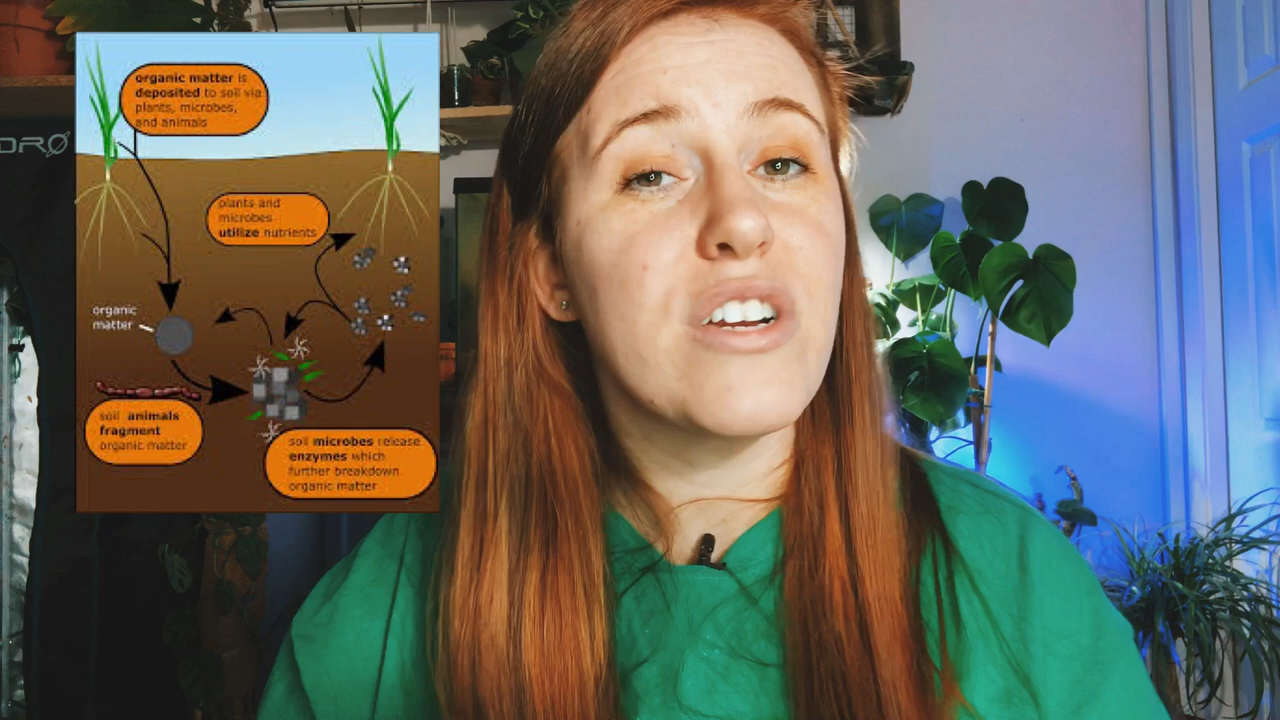 organic matter is
deposited to soil via
plants, microbes,
and animals
DRØ
plants and
microbes
utilize nutrients
organic
matter
soil animals
fragment
organic matter
soil microbes release
enzymes which
further breakdown
organic matter